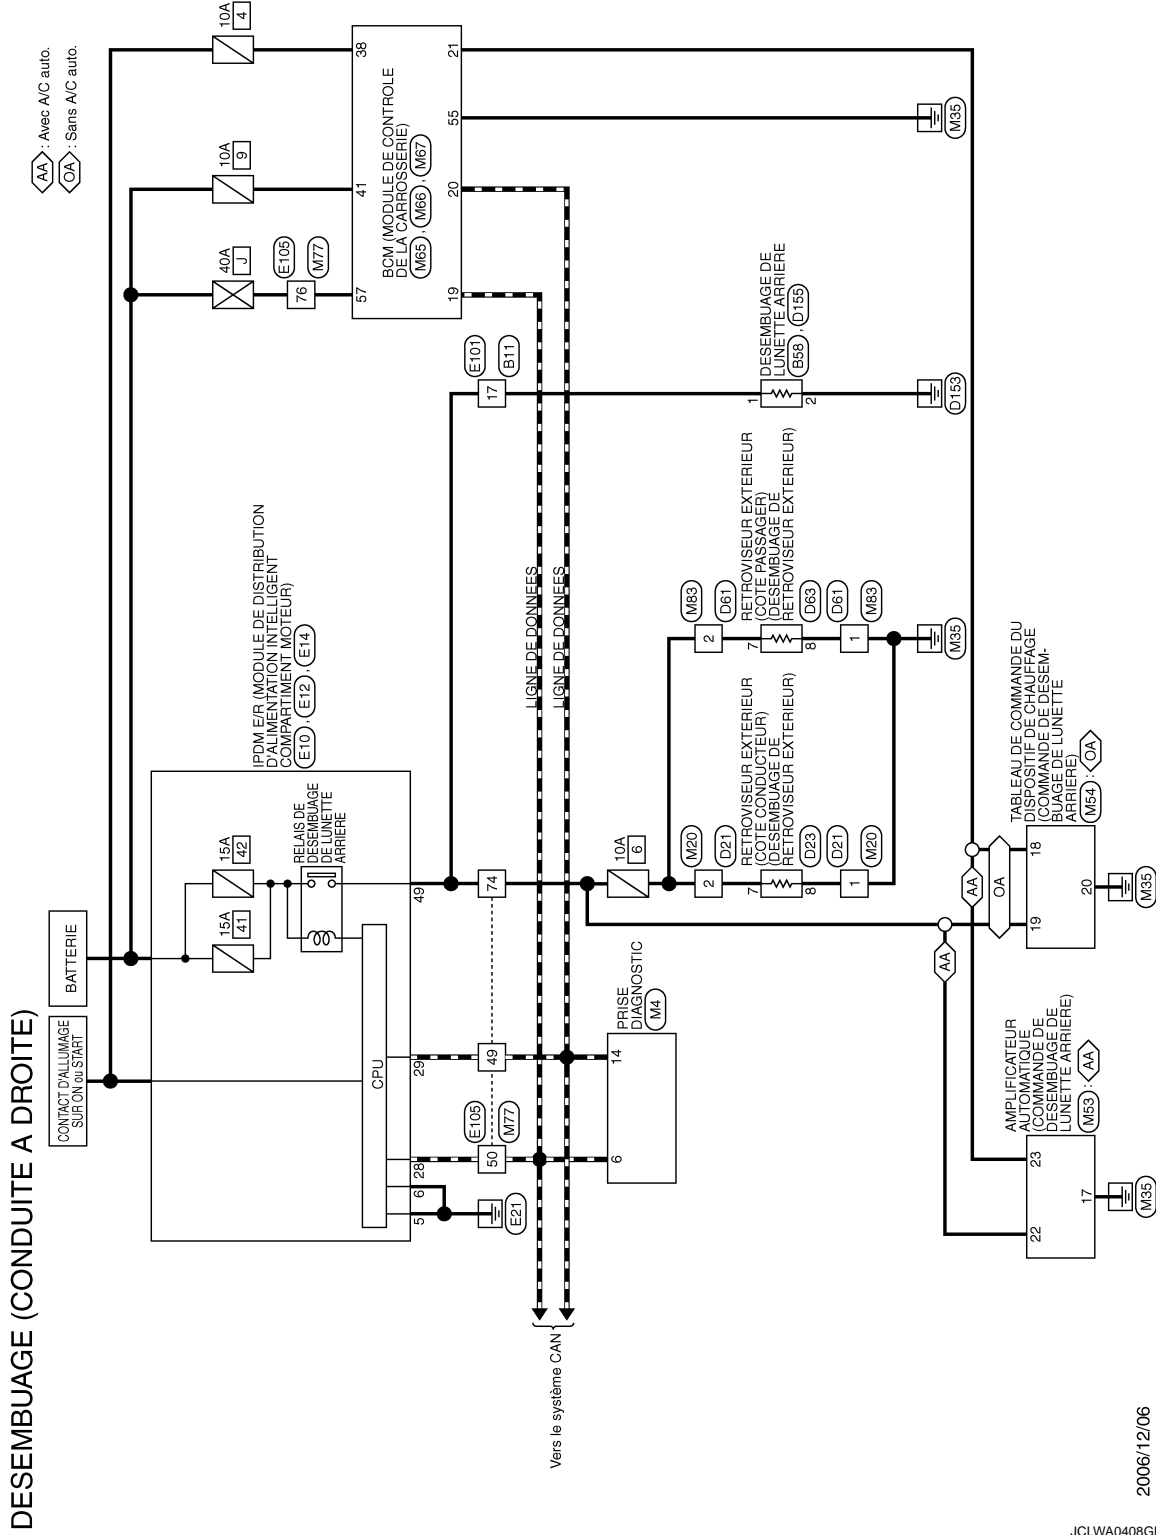 DESEMBUAGE (CONDUITE A DROITE)
AA : Avec A/C auto.
OA : Sans A/C auto.
CONTACT D'ALLUMAGE
SUR ON ou START
BATTERIE
15A
41
15A
42
RELAIS DE
DESEMBUAGE
DE LUNETTE
ARRIERE
CPU
IPDM E/R (MODULE DE DISTRIBUTION
D'ALIMENTATION INTELLIGENT
COMPARTIMENT MOTEUR)
E10 , E12 , E14
40A
J
10A
9
10A
4
76
E105
M77
57
41
38
BCM (MODULE DE CONTROLE
DE LA CARROSSERIE)
M65 , M66 , M67
19
20
55
21
5
6
28
29
49
E21
50
E105
M77
49
74
17
E101
B11
LIGNE DE DONNEES
LIGNE DE DONNEES
Vers le système CAN
6
14
PRISE
DIAGNOSTIC
M4
10A
6
2
M20
D21
7
RETROVISEUR EXTERIEUR
(COTE CONDUCTEUR)
(DESEMBUAGE DE
RETROVISEUR EXTERIEUR)
8
D23
1
D21
M20
2
M83
D61
7
RETROVISEUR EXTERIEUR
(COTE PASSAGER)
(DESEMBUAGE DE
RETROVISEUR EXTERIEUR)
8
D63
1
D61
M83
M35
1
DESEMBUAGE DE
LUNETTE ARRIERE
B58 , D155
2
D153
M35
AA
AA
OA
AMPLIFICATEUR
AUTOMATIQUE
(COMMANDE DE
DESEMBUAGE DE
LUNETTE ARRIERE)
M53 : AA
22
23
17
M35
TABLEAU DE COMMANDE DU
DISPOSITIF DE CHAUFFAGE
(COMMANDE DE DESEM-
BUAGE DE LUNETTE
ARRIERE)
M54 : OA
19
18
20
M35
2006/12/06